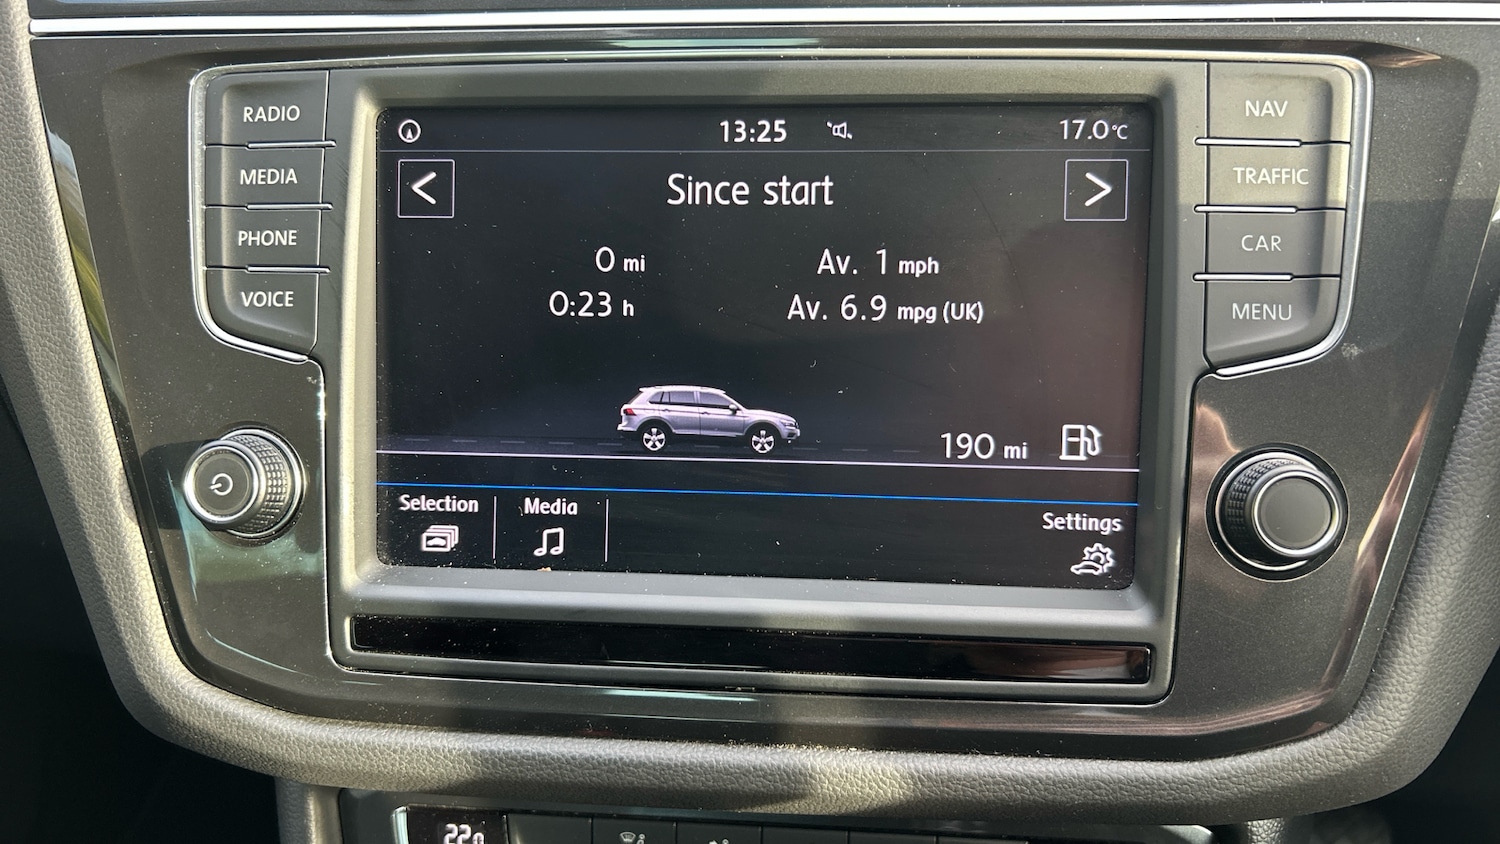 RADIO
MEDIA
PHONE
VOICE
13:25
17.0°C
<
Since start
>
0 mi
Av. 1 mph
0:23 h
Av. 6.9 mpg (UK)
190 mi
Selection
Media
Settings
NAV
TRAFFIC
CAR
MENU